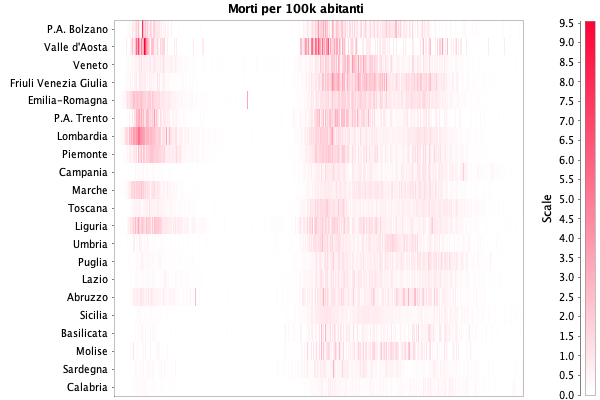 Morti per 100k abitanti
P.A. Bolzano
Valle d'Aosta
Veneto
Friuli Venezia Giulia
Emilia-Romagna
P.A. Trento
Lombardia
Piemonte
Campania
Marche
Toscana
Liguria
Umbria
Puglia
Lazio
Abruzzo
Sicilia
Basilicata
Molise
Sardegna
Calabria
Scale
9.5
9.0
8.5
8.0
7.5
7.0
6.5
6.0
5.5
5.0
4.5
4.0
3.5
3.0
2.5
2.0
1.5
1.0
0.5
0.0